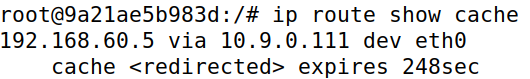 root@9a21ae5b983d:/# ip route show cache
192.168.60.5 via 10.9.0.111 dev eth0
    cache <redirected> expires 248sec